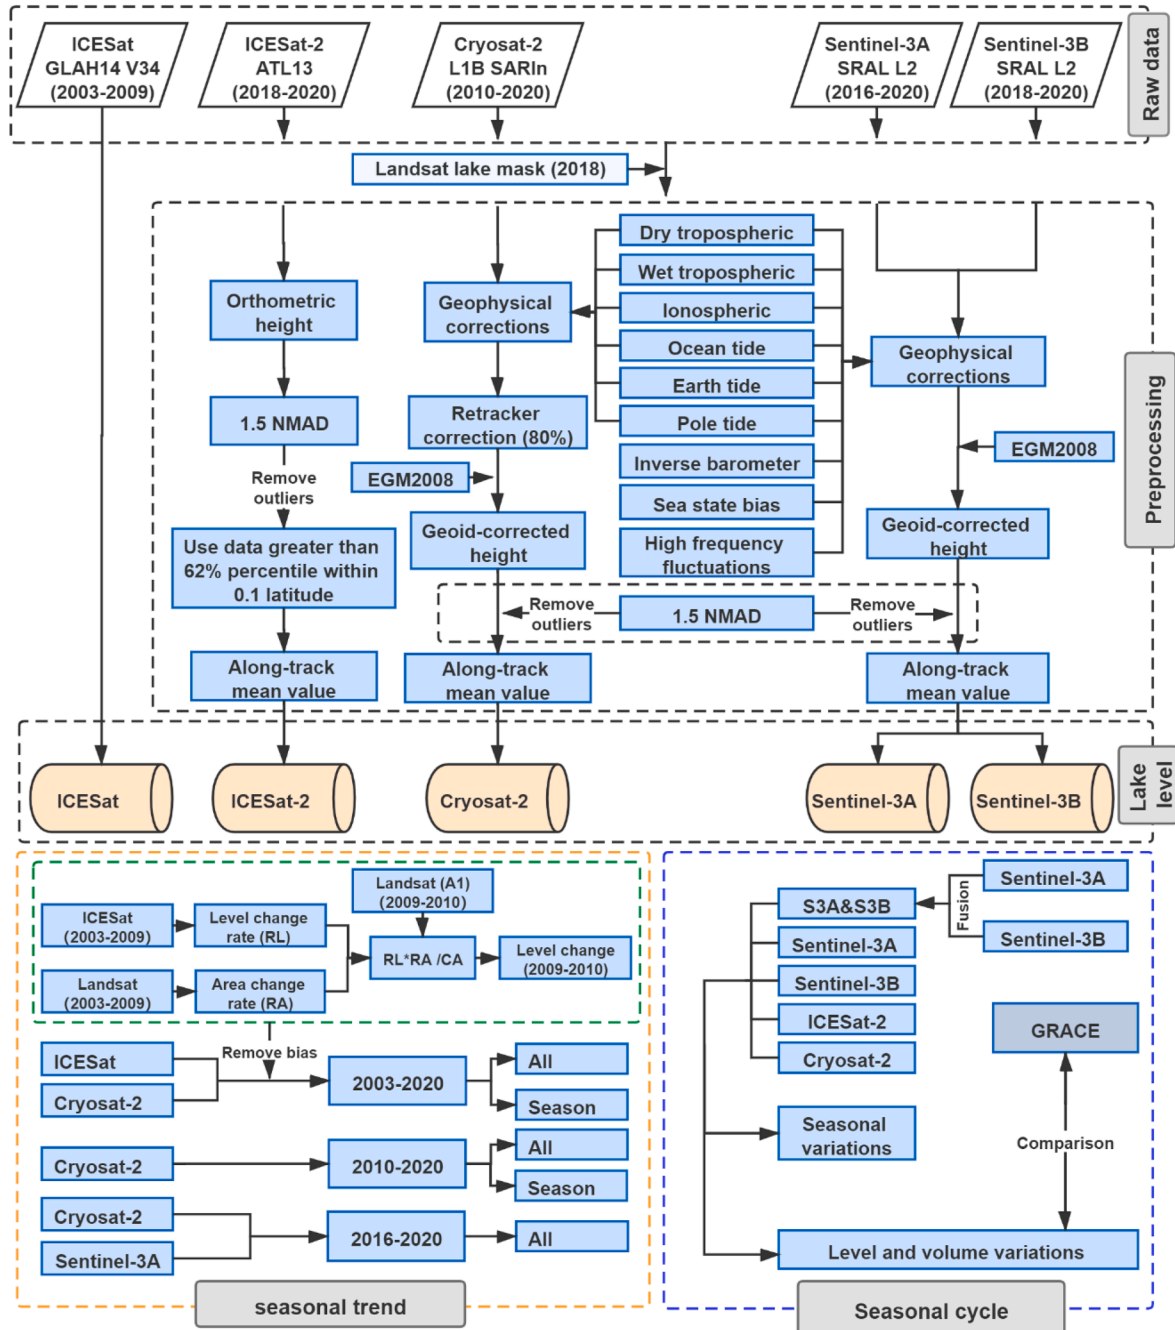 ICESat
GLAH14 V34
(2003-2009)
ICESat-2
ATL13
(2018-2020)
Cryosat-2
L1B SARIn
(2010-2020)
Sentinel-3A
SRAL L2
(2016-2020)
Sentinel-3B
SRAL L2
(2018-2020)
Raw data
Landsat lake mask (2018)
Orthometric
height
1.5 NMAD
Remove
outliers
Use data greater than
62% percentile within
0.1 latitude
Along-track
mean value
Geophysical
corrections
Retracker
correction (80%)
EGM2008
Geoid-corrected
height
Along-track
mean value
Dry tropospheric
Wet tropospheric
Ionospheric
Ocean tide
Earth tide
Pole tide
Inverse barometer
Sea state bias
High frequency
fluctuations
Remove
outliers
1.5 NMAD
Remove
outliers
Geophysical
corrections
EGM2008
Geoid-corrected
height
Along-track
mean value
Preprocessing
ICESat
ICESat-2
Cryosat-2
Sentinel-3A
Sentinel-3B
Lake
level
Landsat (A1)
(2009-2010)
ICESat
(2003-2009)
Level change
rate (RL)
RL*RA /CA
Level change
(2009-2010)
Landsat
(2003-2009)
Area change
rate (RA)
Remove bias
ICESat
Cryosat-2
2003-2020
All
Season
Cryosat-2
2010-2020
All
Season
Cryosat-2
Sentinel-3A
2016-2020
All
seasonal trend
Sentinel-3A
Sentinel-3B
Fusion
S3A&S3B
Sentinel-3A
Sentinel-3B
ICESat-2
Cryosat-2
GRACE
Seasonal
variations
Comparison
Level and volume variations
Seasonal cycle